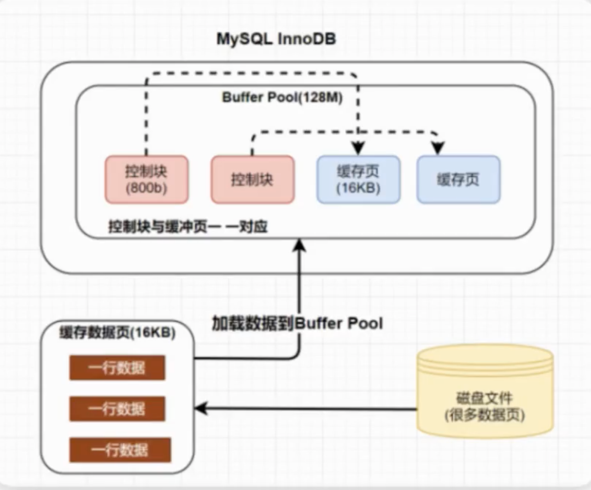 MySQL InnoDB
Buffer Pool(128M)
控制块
(800b)
控制块
缓存页
(16KB)
缓存页
控制块与缓冲页一 一对应
加载数据到Buffer Pool
缓存数据页(16KB)
一行数据
一行数据
一行数据
磁盘文件
(很多数据页)